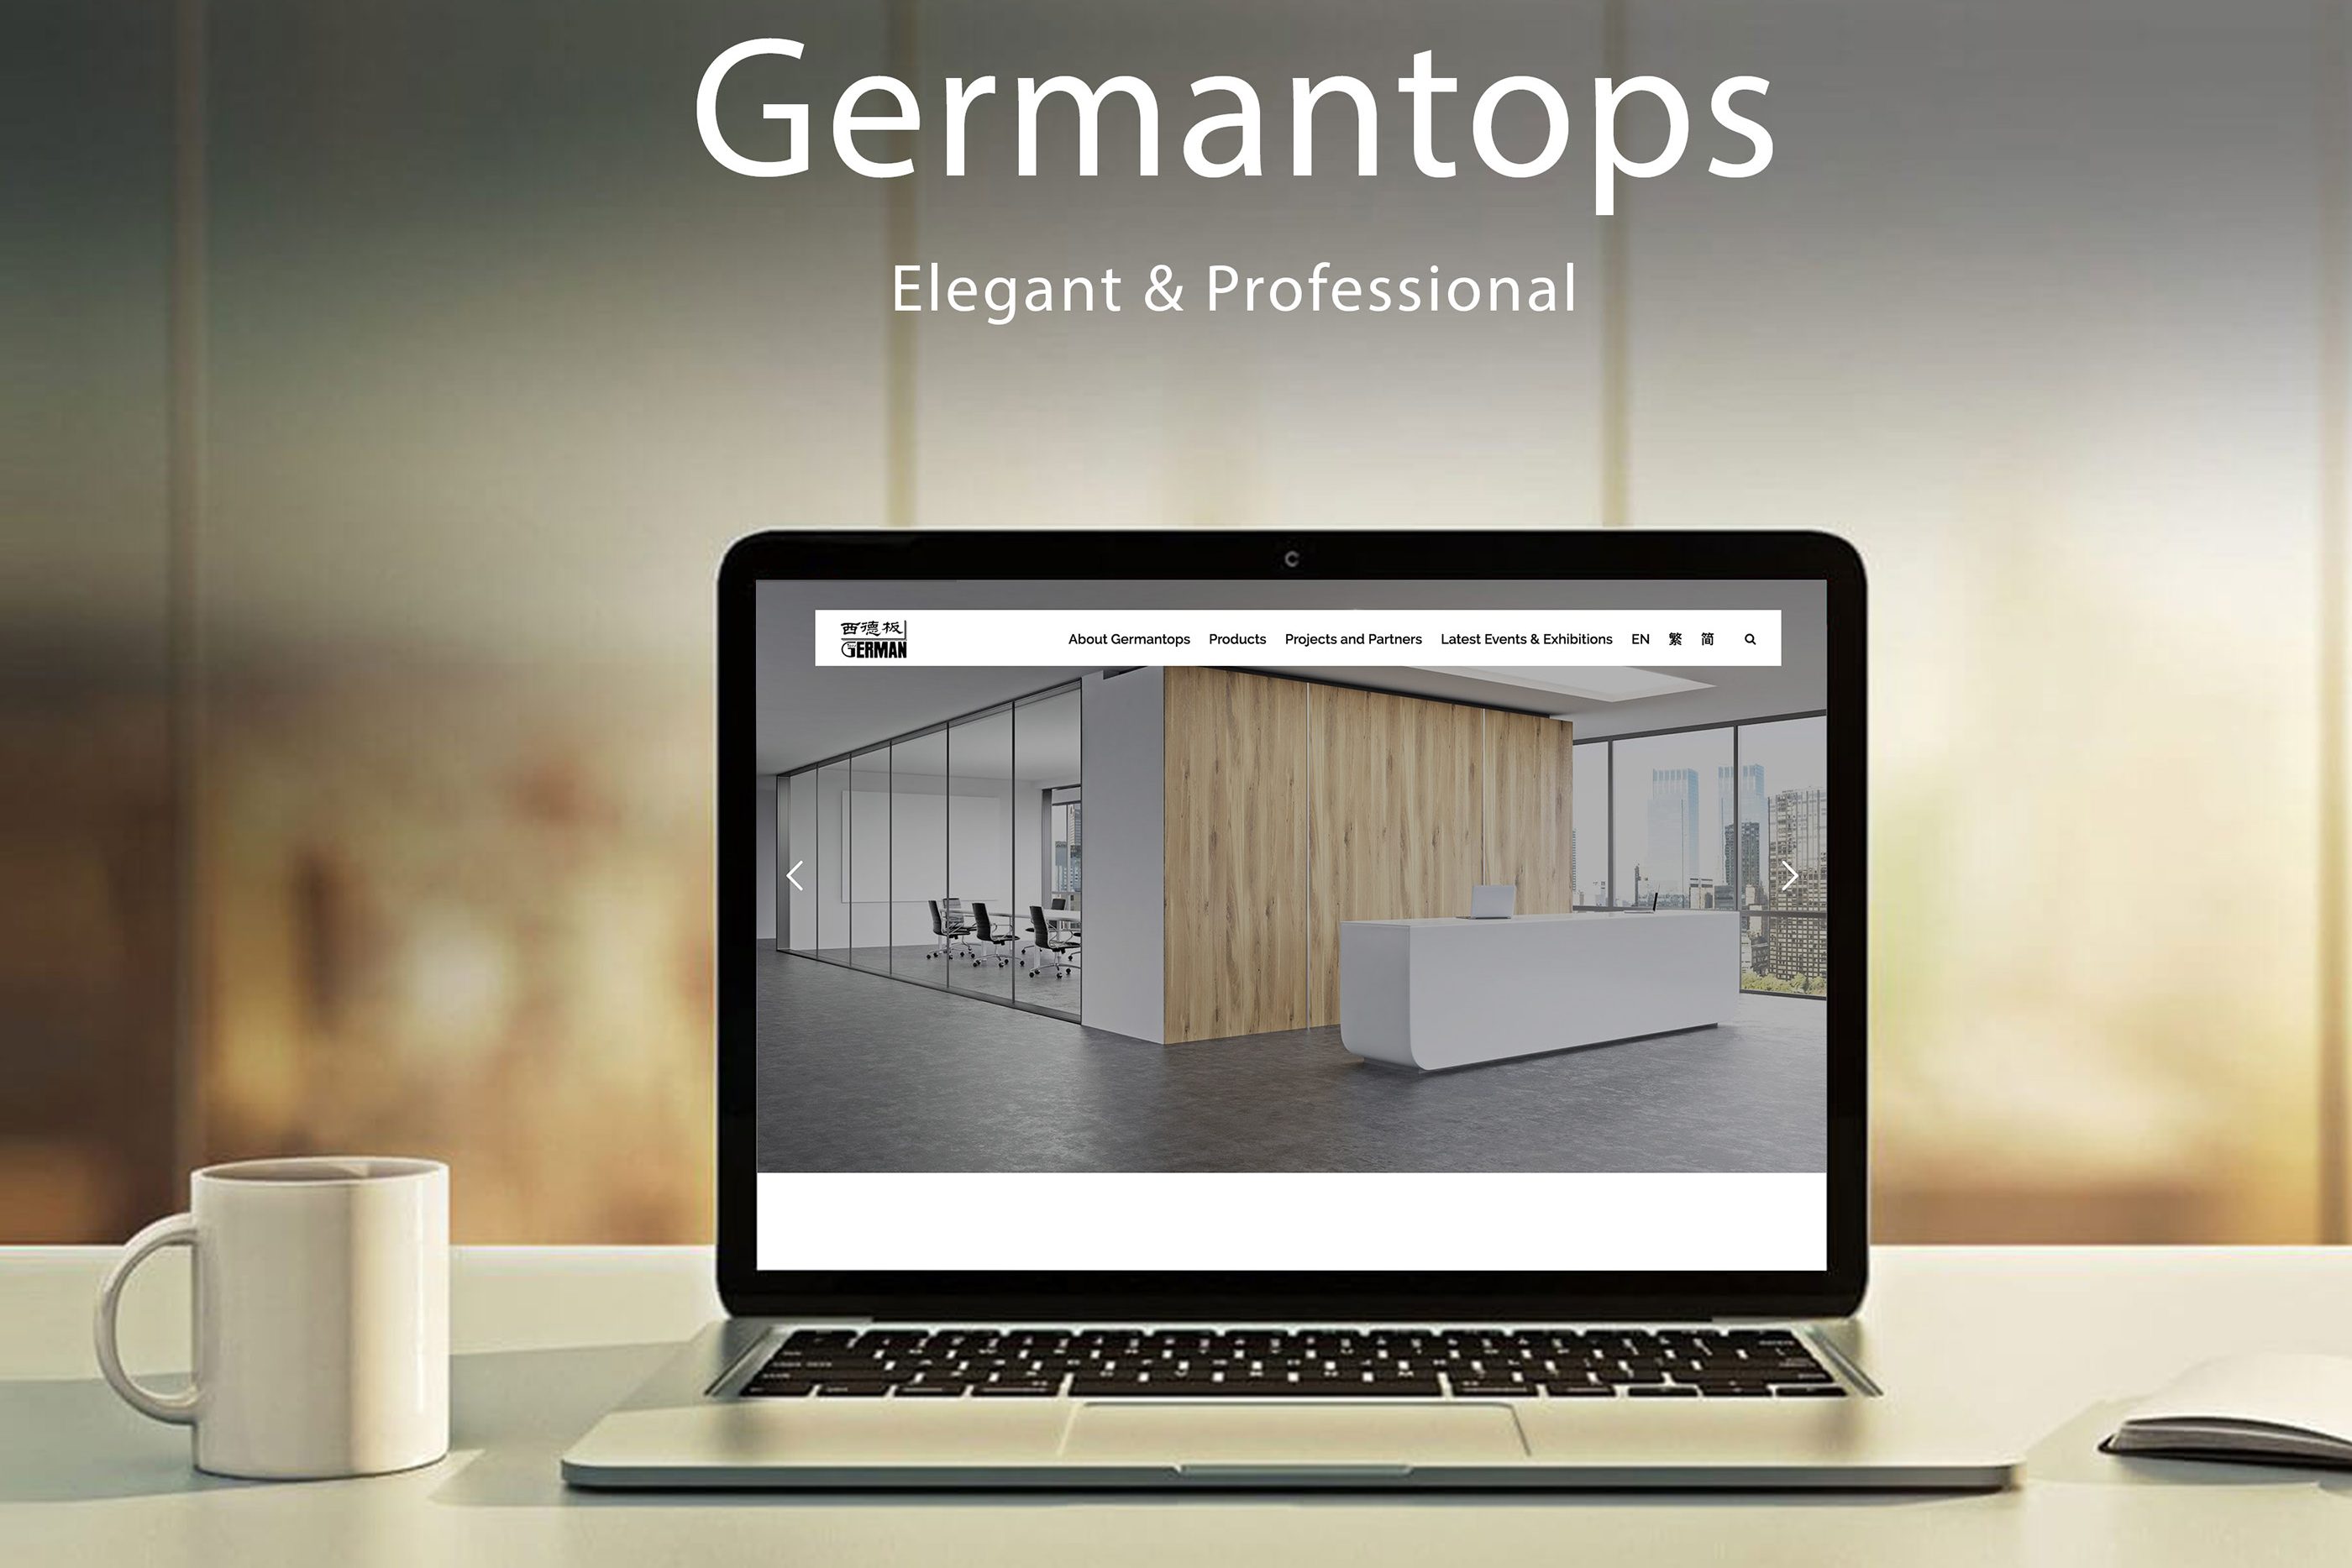 Germantops
Elegant & Professional
西德板
GERMAN
About Germantops Products Projects and Partners Latest Events & Exhibitions EN 繁 简